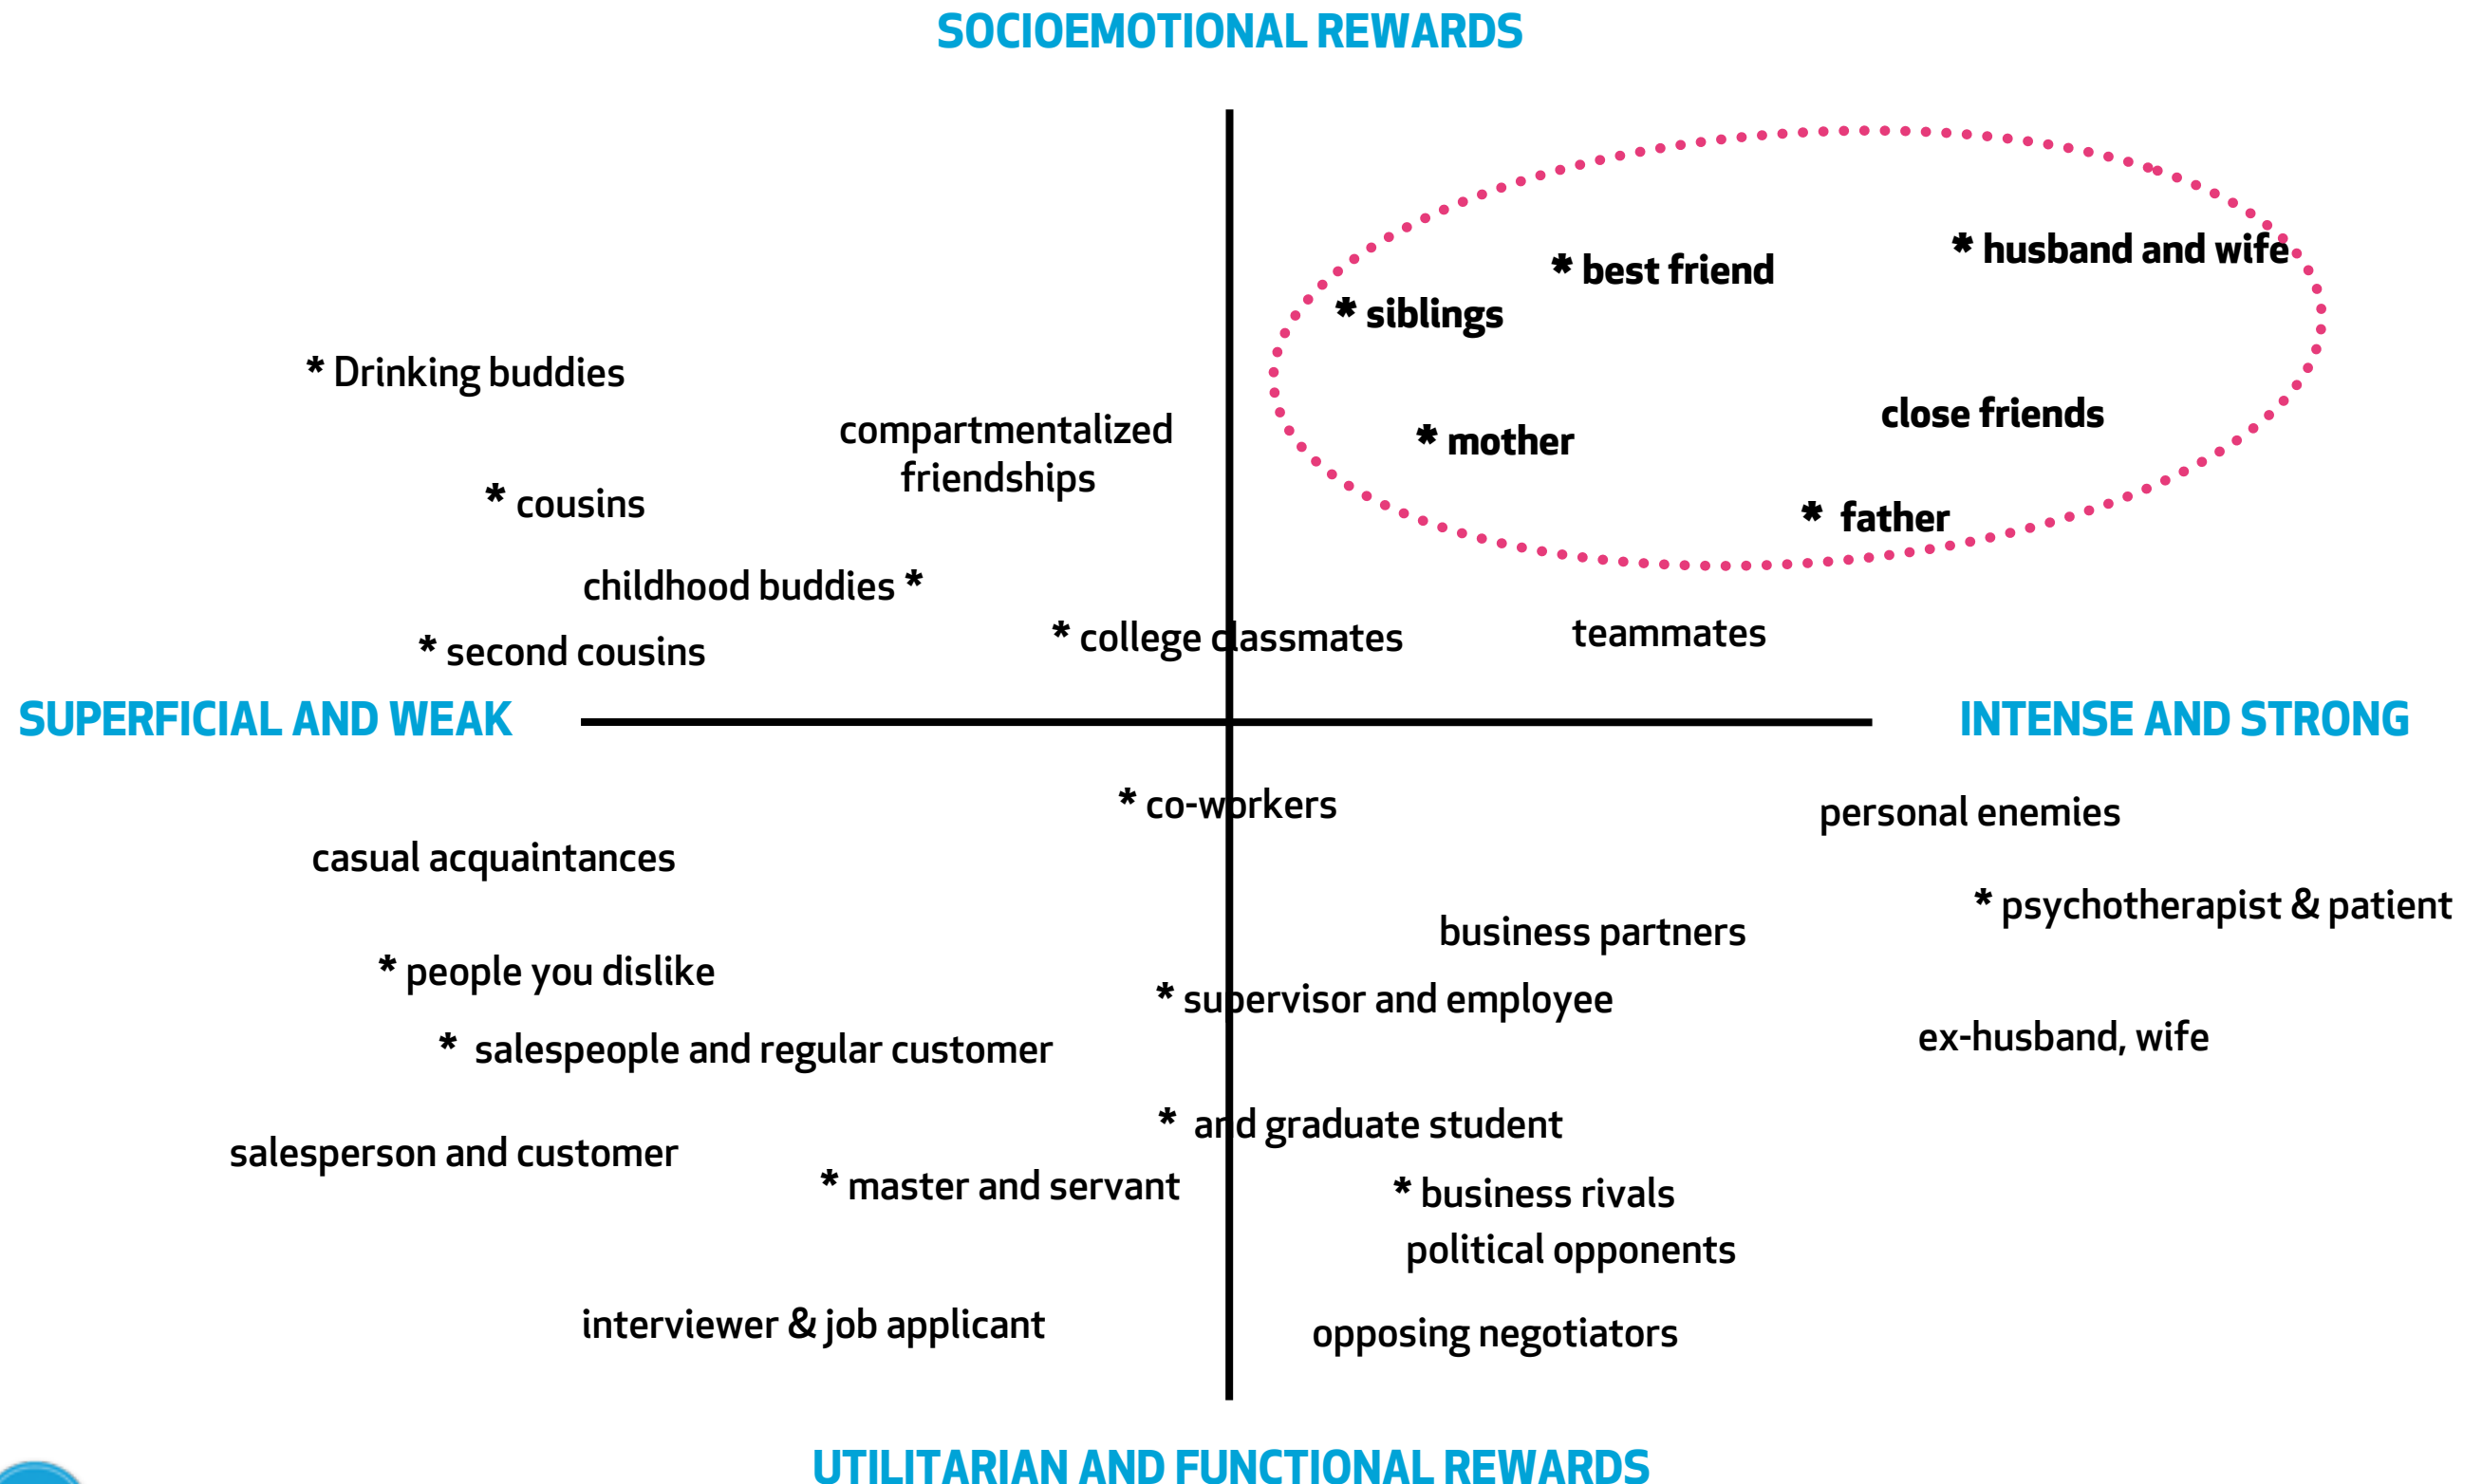 SOCIOEMOTIONAL REWARDS
* husband and wife
* best friend
* siblings
* Drinking buddies
close friends
compartmentalized
friendships
* mother
* cousins
* father
childhood buddies *
* second cousins
* college classmates
teammates
SUPERFICIAL AND WEAK
INTENSE AND STRONG
* co-workers
personal enemies
casual acquaintances
* psychotherapist & patient
business partners
* people you dislike
* supervisor and employee
* salespeople and regular customer
ex-husband, wife
* and graduate student
salesperson and customer
* master and servant
* business rivals
political opponents
interviewer & job applicant
opposing negotiators
UTILITARIAN AND FUNCTIONAL REWARDS